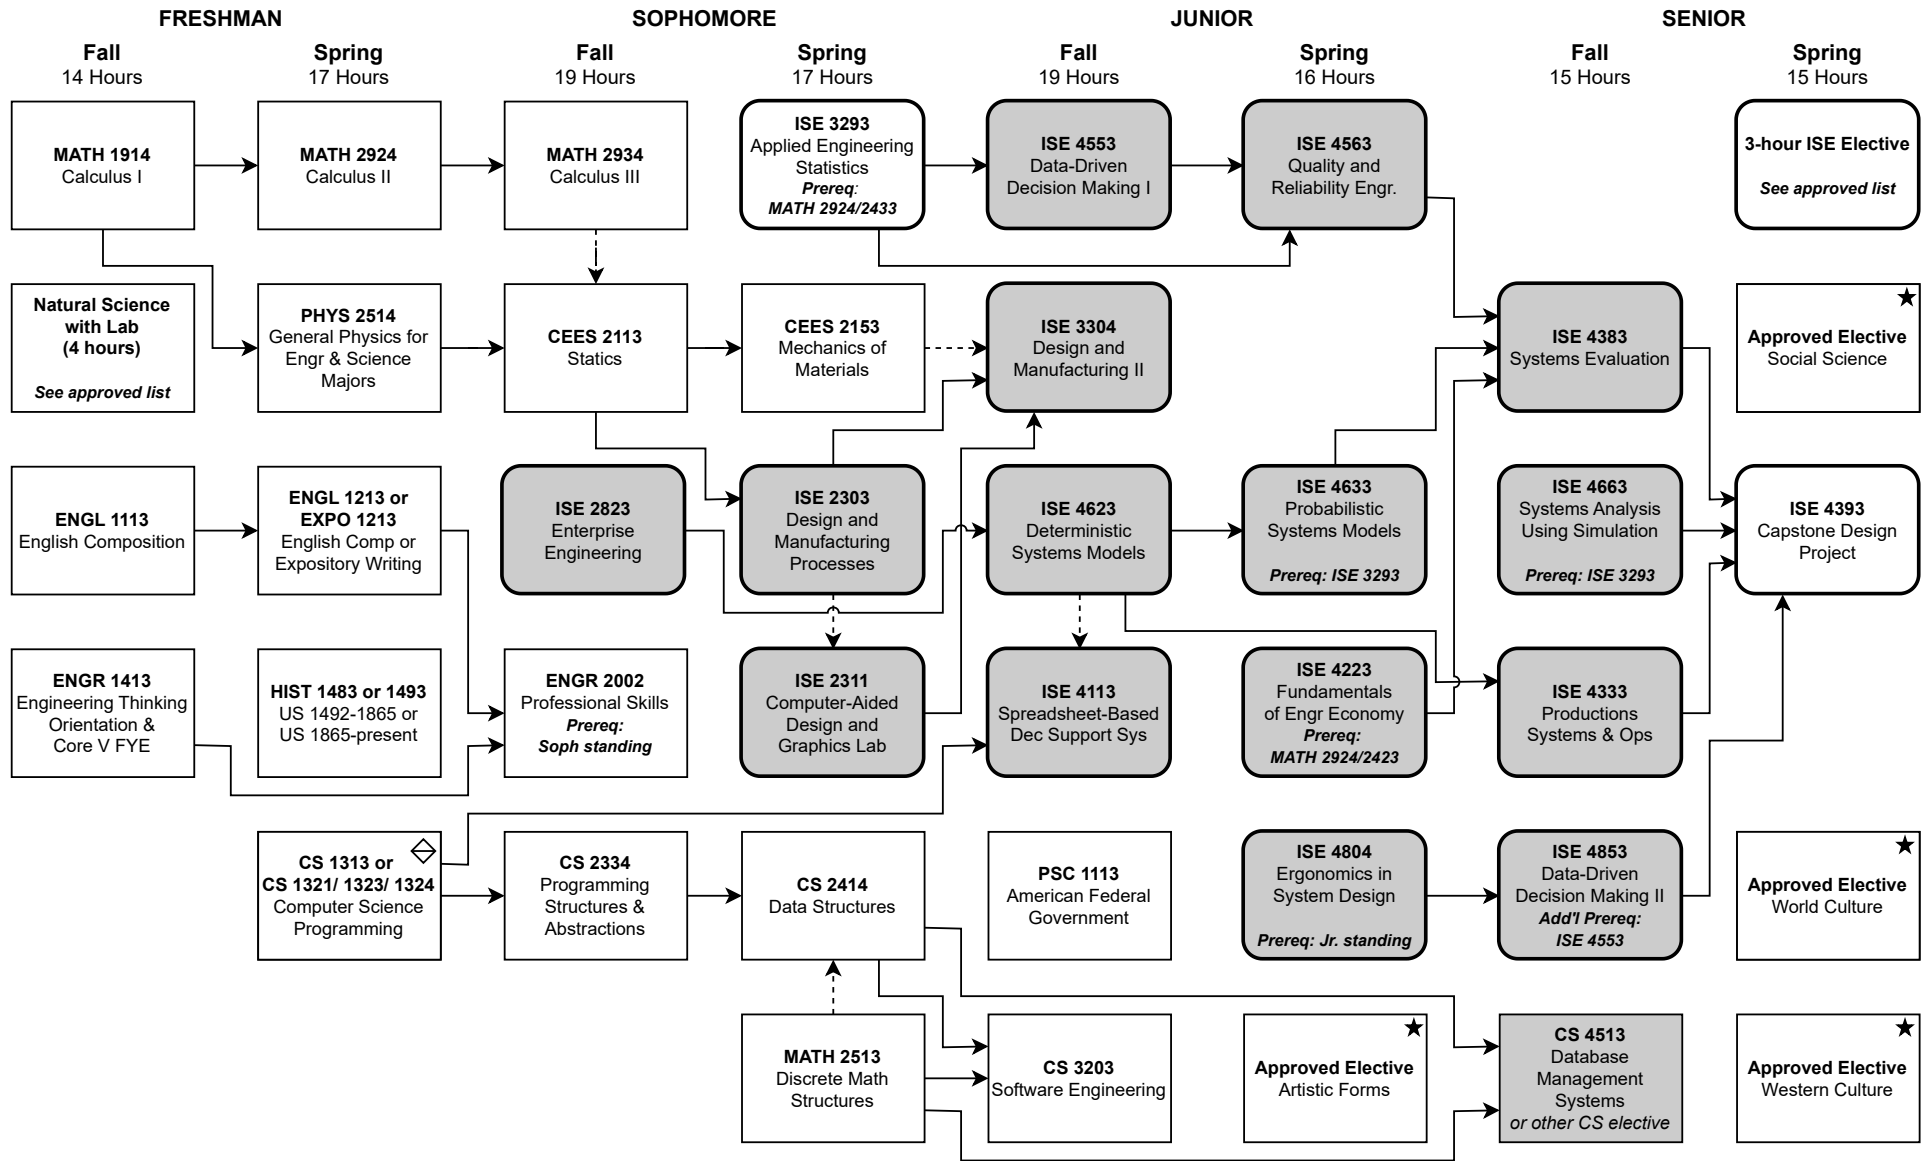 FRESHMAN
SOPHOMORE
JUNIOR
SENIOR
Fall
14 Hours
Spring
17 Hours
Fall
19 Hours
Spring
17 Hours
Fall
19 Hours
Spring
16 Hours
Fall
15 Hours
Spring
15 Hours
MATH 1914
Calculus I
MATH 2924
Calculus II
MATH 2934
Calculus III
ISE 3293
Applied Engineering
Statistics
Prereq:
MATH 2924/2433
ISE 4553
Data-Driven
Decision Making I
ISE 4563
Quality and
Reliability Engr.
3-hour ISE Elective
See approved list
Natural Science
with Lab
(4 hours)
See approved list
PHYS 2514
General Physics for
Engr & Science
Majors
CEES 2113
Statics
CEES 2153
Mechanics of
Materials
ISE 3304
Design and
Manufacturing II
ISE 4383
Systems Evaluation
Approved Elective
Social Science
ENGL 1113
English Composition
ENGL 1213 or
EXPO 1213
English Comp or
Expository Writing
ISE 2823
Enterprise
Engineering
ISE 2303
Design and
Manufacturing
Processes
ISE 4623
Deterministic
Systems Models
ISE 4633
Probabilistic
Systems Models
Prereq: ISE 3293
ISE 4663
Systems Analysis
Using Simulation
Prereq: ISE 3293
ISE 4393
Capstone Design
Project
ENGR 1413
Engineering Thinking
Orientation &
Core V FYE
HIST 1483 or 1493
US 1492-1865 or
US 1865-present
ENGR 2002
Professional Skills
Prereq:
Soph standing
ISE 2311
Computer-Aided
Design and
Graphics Lab
ISE 4113
Spreadsheet-Based
Dec Support Sys
ISE 4223
Fundamentals
of Engr Economy
Prereq:
MATH 2924/2423
ISE 4333
Productions
Systems & Ops
CS 1313 or
CS 1321/ 1323/ 1324
Computer Science
Programming
CS 2334
Programming
Structures &
Abstractions
CS 2414
Data Structures
PSC 1113
American Federal
Government
ISE 4804
Ergonomics in
System Design
Prereq: Jr. standing
ISE 4853
Data-Driven
Decision Making II
Add'l Prereq:
ISE 4553
Approved Elective
World Culture
MATH 2513
Discrete Math
Structures
CS 3203
Software Engineering
Approved Elective
Artistic Forms
CS 4513
Database
Management
Systems
or other CS elective
Approved Elective
Western Culture